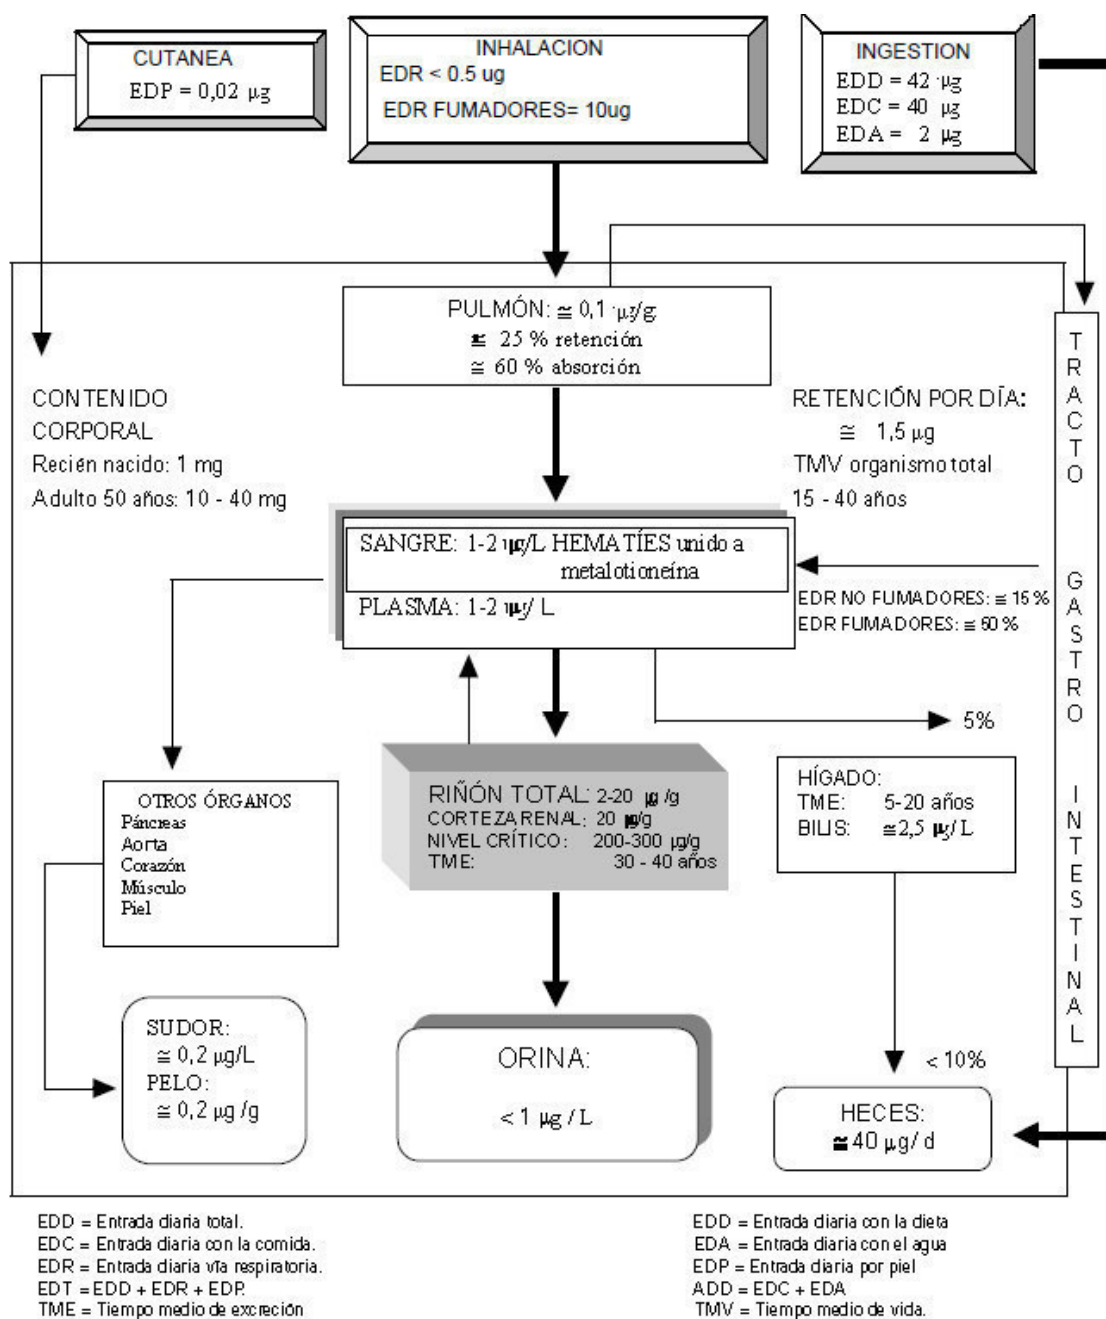 CUTANEA
EDP = 0,02 µg
INHALACION
EDR < 0.5 ug
EDR FUMADORES= 10ug
INGESTION
EDD = 42 µg
EDC = 40 µg
EDA = 2 µg
PULMÓN: ≅ 0,1 µg/g
≅ 25 % retención
≅ 60 % absorción
CONTENIDO
CORPORAL
Recién nacido: 1 mg
Adulto 50 años: 10 - 40 mg
RETENCIÓN POR DÍA:
≅ 1,5 µg
TMV organismo total
15 - 40 años
TRACTO GASTRO INTESTINAL
SANGRE: 1-2 µg/L HEMATÍES unido a
metalotioneína
PLASMA: 1-2 µg/ L
EDR NO FUMADORES: ≅ 15 %
EDR FUMADORES: ≅ 60 %
5%
OTROS ÓRGANOS
Páncreas
Aorta
Corazón
Músculo
Piel
RIÑÓN TOTAL: 2-20 µg /g
CORTEZA RENAL: 20 µg/g
NIVEL CRÍTICO: 200-300 µg/g
TME: 30 - 40 años
HÍGADO:
TME: 5-20 años
BILIS: ≅2,5 µg/ L
SUDOR:
≅ 0,2 µg/L
PELO:
≅ 0,2 µg /g
ORINA:
< 1 µg / L
< 10%
HECES:
≅ 40 µg/ d
EDD = Entrada diaria total.
EDC = Entrada diaria con la comida.
EDR = Entrada diaria vía respiratoria.
EDT = EDD + EDR + EDP.
TME = Tiempo medio de excreción
EDD = Entrada diaria con la dieta
EDA = Entrada diaria con el agua
EDP = Entrada diaria por piel
ADD = EDC + EDA
TMV = Tiempo medio de vida.